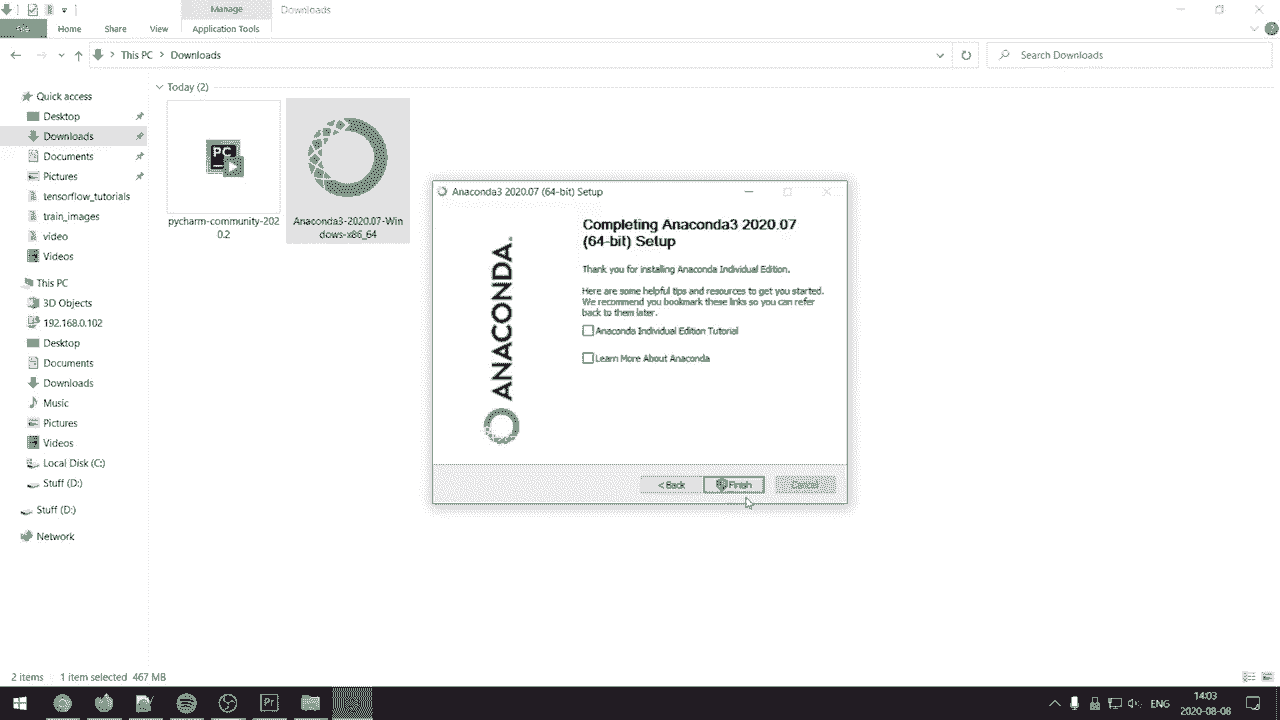 Manage
Downloads
File
Home
Share
View
Application Tools
This PC
Downloads
Search Downloads
Today (2)
Quick access
Desktop
Downloads
Documents
Pictures
tensorflow_tutorials
train_images
video
Videos
This PC
3D Objects
192.168.0.102
Desktop
Documents
Downloads
Music
Pictures
Videos
Local Disk (C:)
Stuff (D:)
Stuff (D:)
Network
PC
pycharm-community-202
0.2
Anaconda3-2020.07-Win
dows-x86_64
Anaconda3 2020.07 (64-bit) Setup
ANACONDA.
Completing Anaconda3 2020.07
(64-bit) Setup
Thank you for installing Anaconda Individual Edition.
Here are some helpful tips and resources to get you started.
We recommend you bookmark these links so you can refer
back to them later.
Anaconda Individual Edition Tutorial
Learn More About Anaconda
< Back
Finish
Cancel
2 items
1 item selected 467 MB
Pr
ENG
14:03
2020-08-08